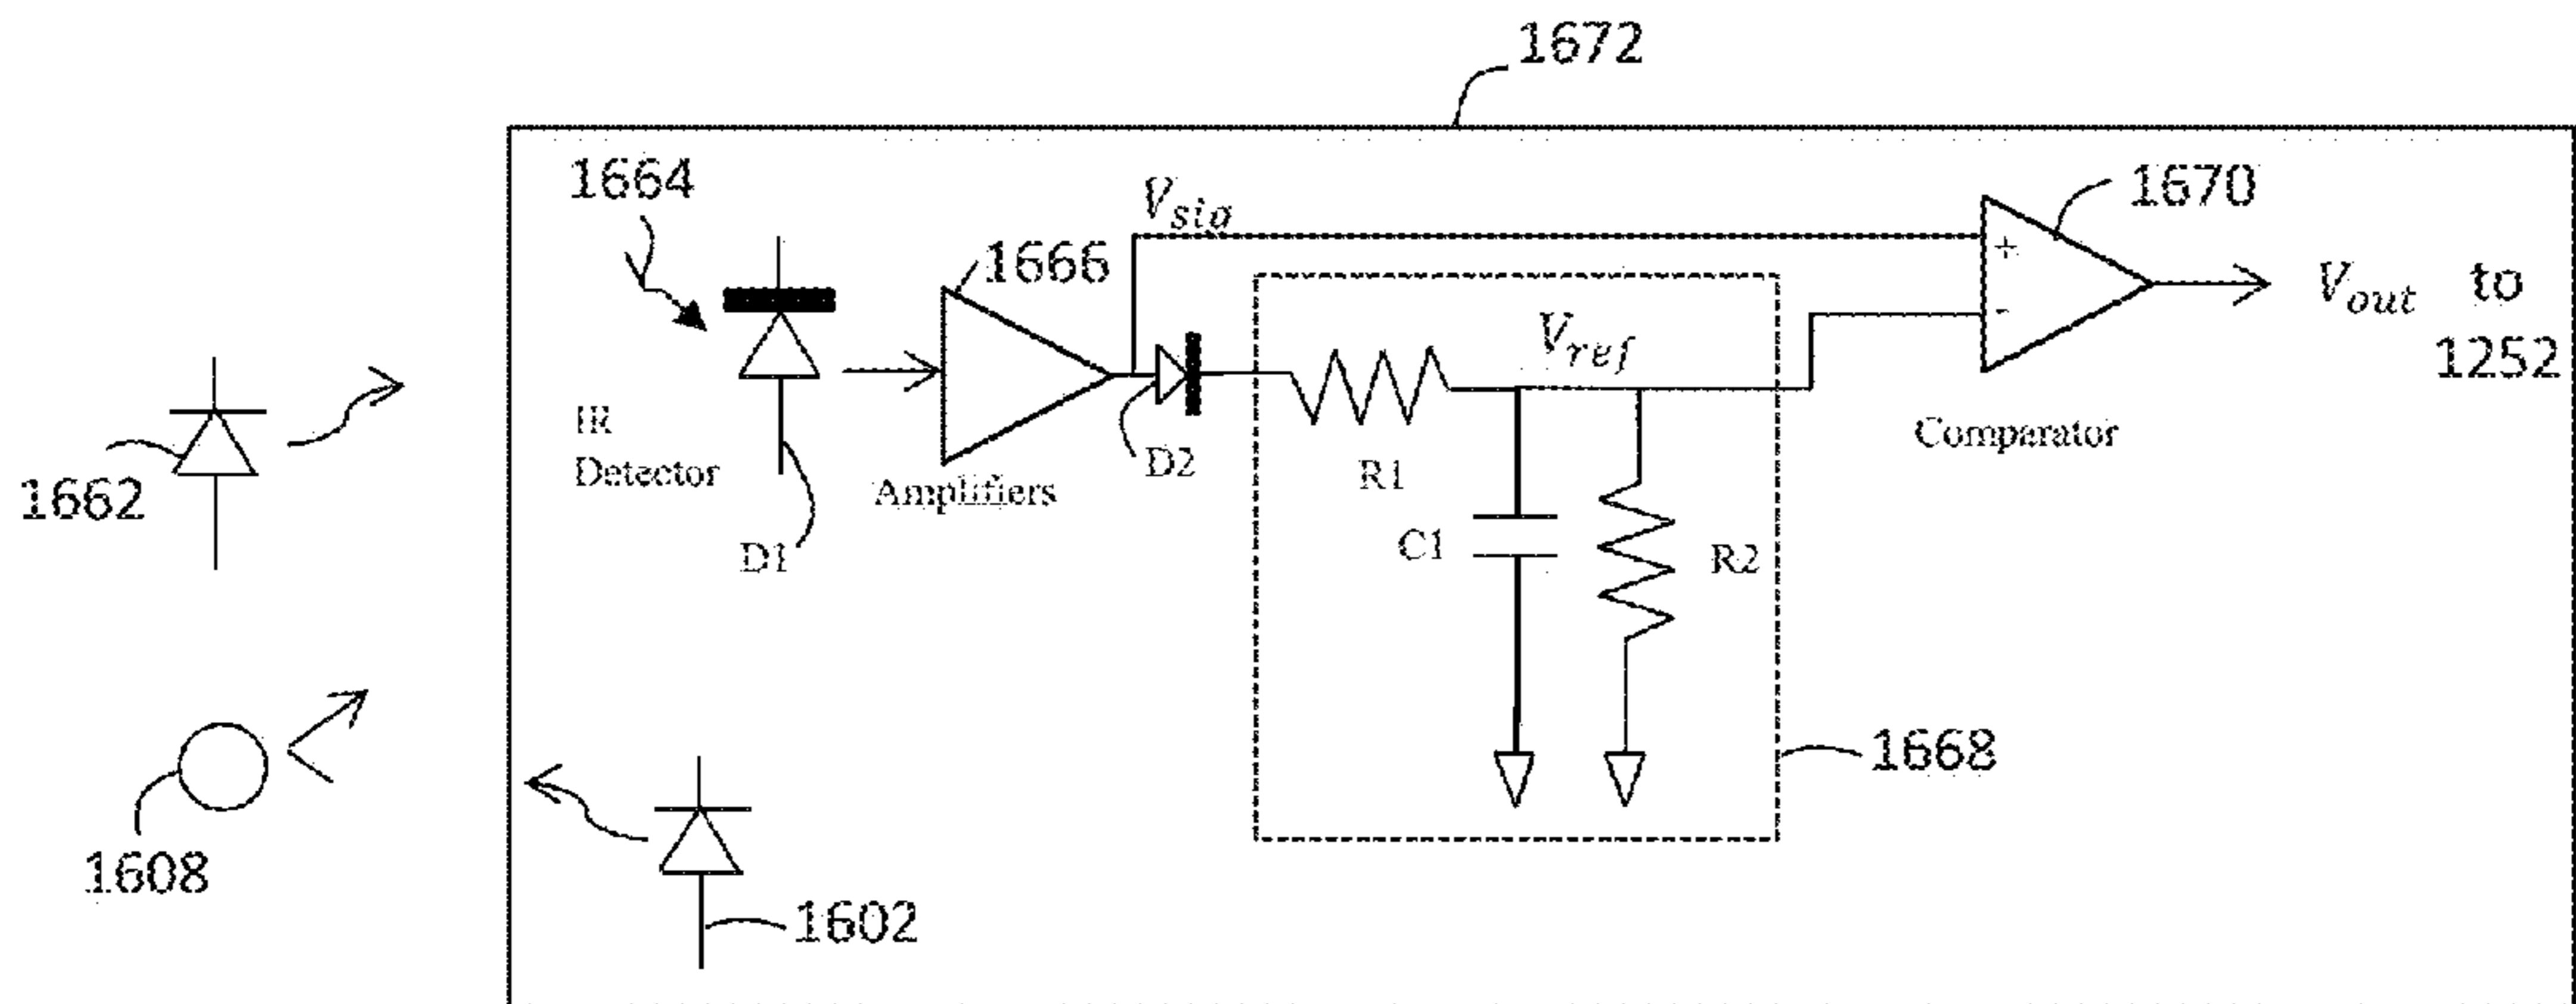 1672
1664
V_sig
1670
1666
+
-
V_out to
1252
V_ref
IR
Detector
D2
Comparator
1662
Amplifiers
R1
D1
C1
R2
1668
1608
1602